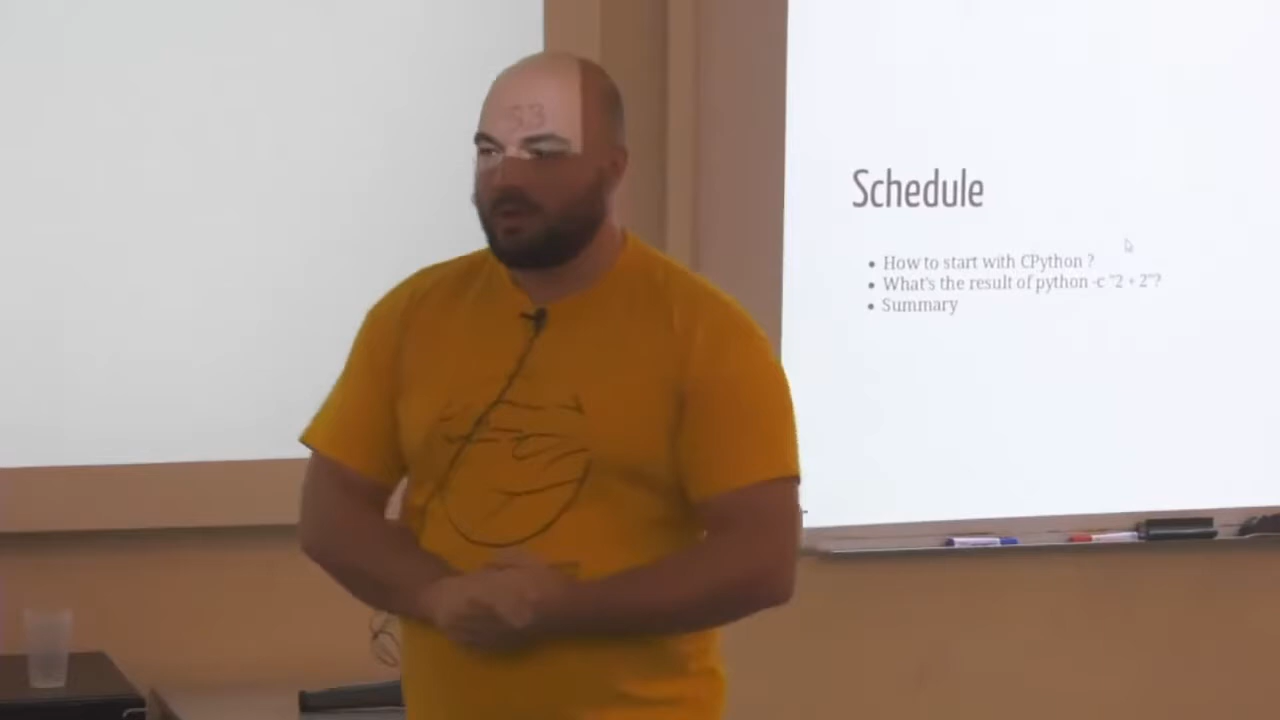 Schedule
• How to start with CPython ?
• What's the result of python -c "2 + 2"?
• Summary